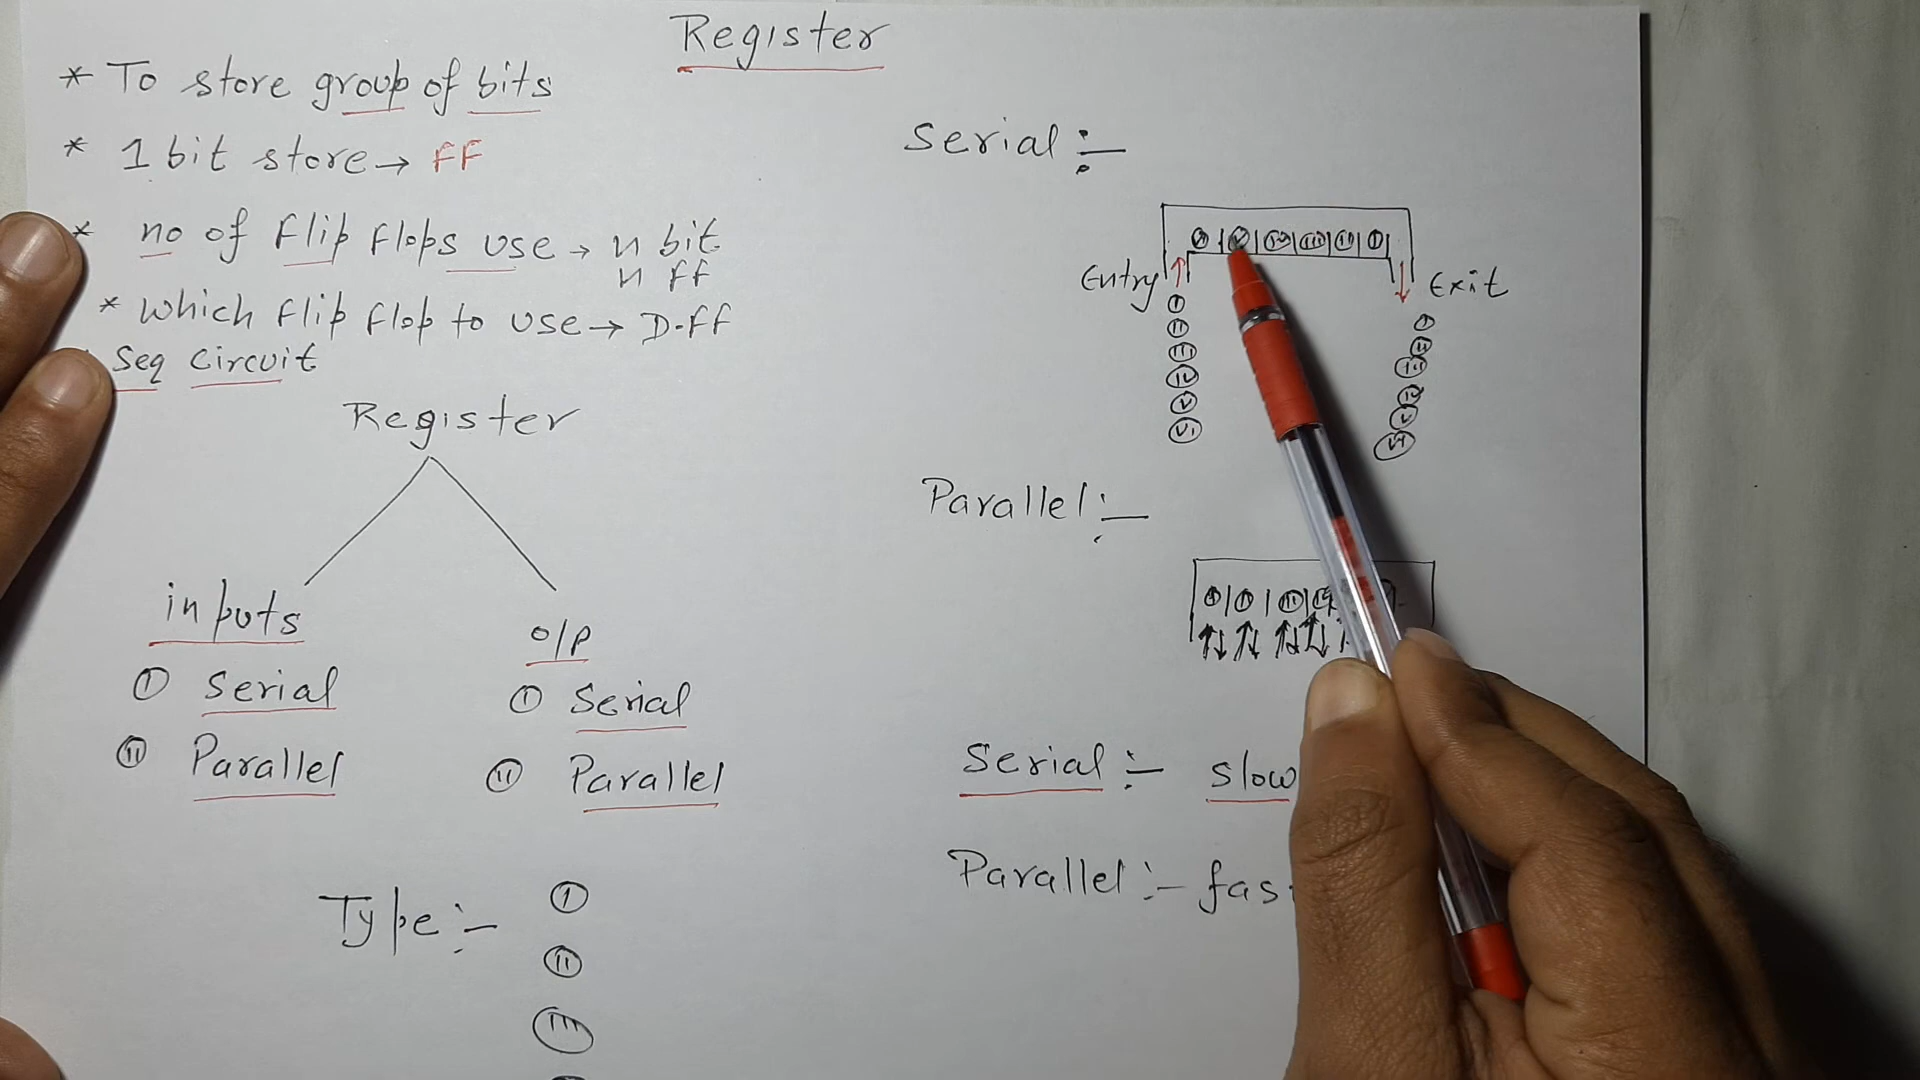 Register
* To store group of bits
* 1 bit store → FF
* no of Flip Flops use → n bit
n FF
* Which Flip Flop to use → D-FF
Seq Circuit
Register
inputs
① Serial
⑪ Parallel
O/P
① Serial
⑪ Parallel
Type :-
①
⑪
Serial :-
Entry
Exit
Parallel :-
Serial :- slow
Parallel :- fas